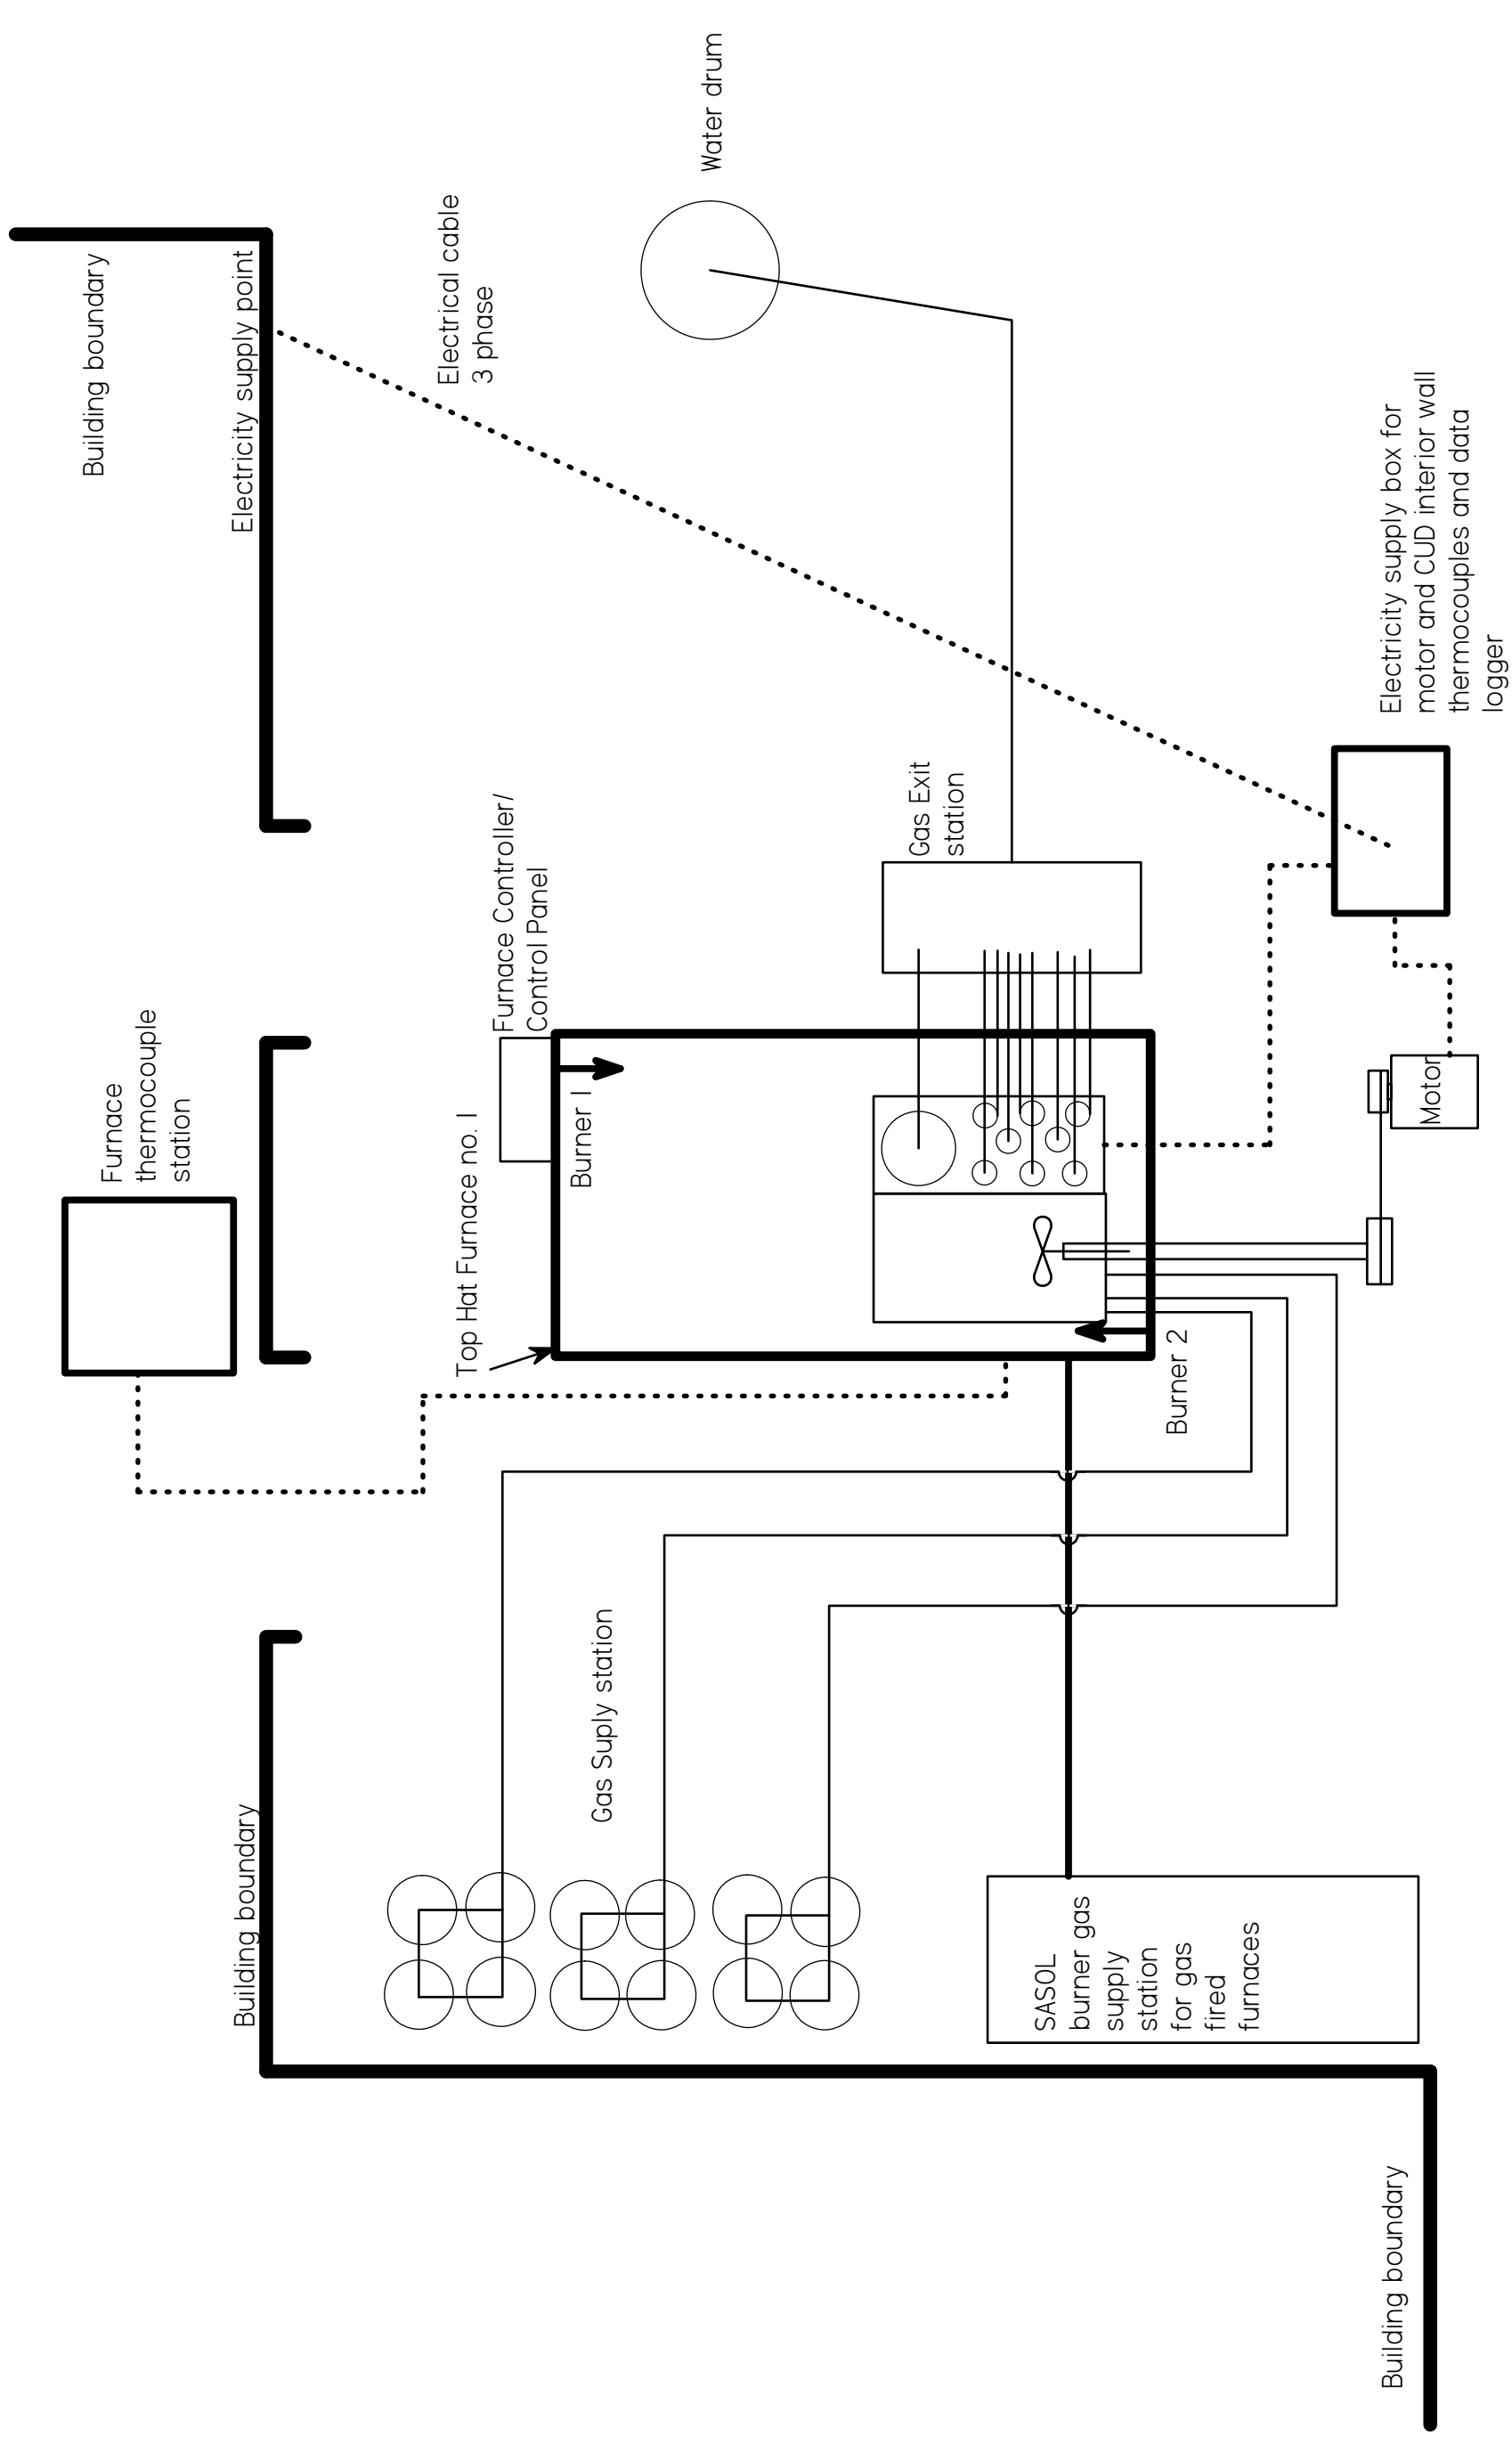 Water drum
Building boundary
Electricity supply point
Electrical cable
3 phase
Electricity supply box for
motor and CUD interior wall
thermocouples and data
logger
Gas Exit
station
Furnace Controller/
Control Panel
Furnace
thermocouple
station
Top Hat Furnace no. 1
Burner 1
Motor
Burner 2
Gas Suply station
Building boundary
SASOL
burner gas
supply
station
for gas
fired
furnaces
Building boundary